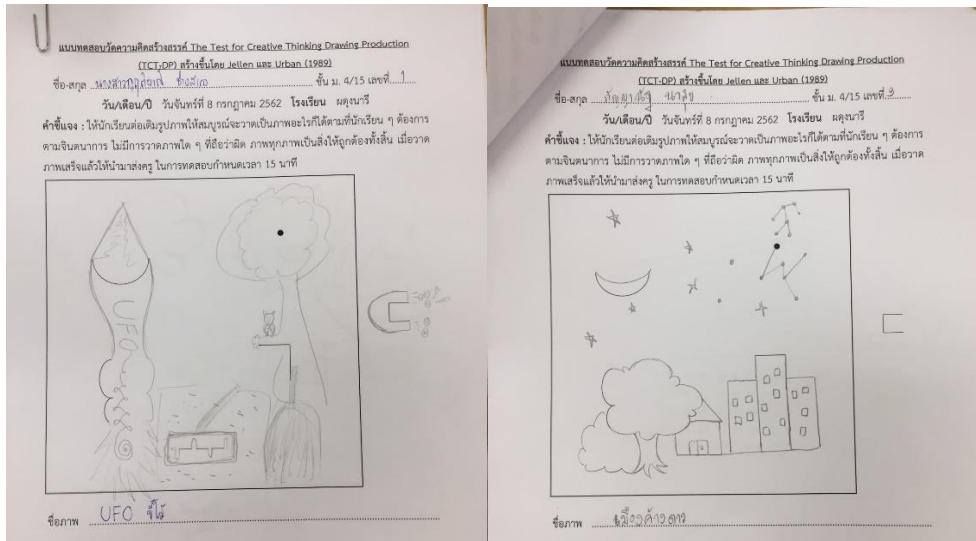 แบบทดสอบวัดความคิดสร้างสรรค์ The Test for Creative Thinking Drawing Production
(TCT-DP) สร้างขึ้นโดย Jellen และ Urban (1989)
ชื่อ-สกุล ชั้น ม. 4/15 เลขที่ 1
วัน/เดือน/ปี วันจันทร์ที่ 8 กรกฎาคม 2562 โรงเรียน ผดุงนารี
คำชี้แจง : ให้นักเรียนต่อเติมรูปภาพให้สมบูรณ์จะวาดเป็นภาพอะไรก็ได้ตามที่นักเรียน ๆ ต้องการ
ตามจินตนาการ ไม่มีการวาดภาพใด ๆ ที่ถือว่าผิด ภาพทุกภาพเป็นสิ่งให้ถูกต้องทั้งสิ้น เมื่อวาด
ภาพเสร็จแล้วให้นำมาส่งครู ในการทดสอบกำหนดเวลา 15 นาที
UFO
ชื่อภาพ UFO
แบบทดสอบวัดความคิดสร้างสรรค์ The Test for Creative Thinking Drawing Production
(TCT-DP) สร้างขึ้นโดย Jellen และ Urban (1989)
ชื่อ-สกุล ชั้น ม. 4/15 เลขที่
วัน/เดือน/ปี วันจันทร์ที่ 8 กรกฎาคม 2562 โรงเรียน ผดุงนารี
คำชี้แจง : ให้นักเรียนต่อเติมรูปภาพให้สมบูรณ์จะวาดเป็นภาพอะไรก็ได้ตามที่นักเรียน ๆ ต้องการ
ตามจินตนาการ ไม่มีการวาดภาพใด ๆ ที่ถือว่าผิด ภาพทุกภาพเป็นสิ่งให้ถูกต้องทั้งสิ้น เมื่อวาด
ภาพเสร็จแล้วให้นำมาส่งครู ในการทดสอบกำหนดเวลา 15 นาที
ชื่อภาพ เมืองค้างดาว